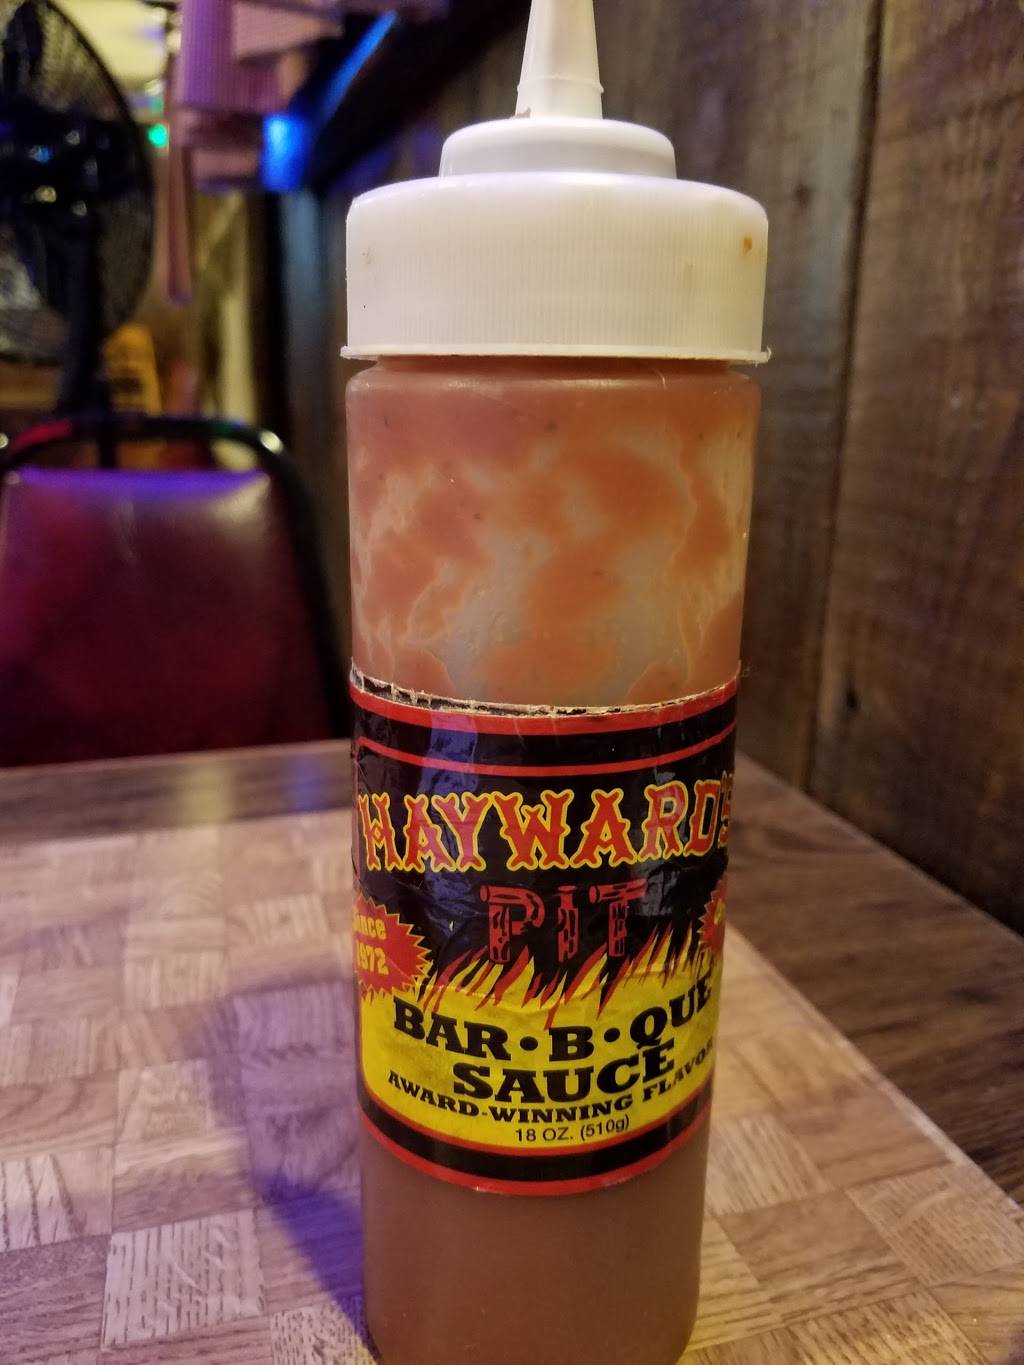 HAYWARD'S
PIT
Since
1972
BAR•B•QUE
SAUCE
AWARD-WINNING FLAVOR
18 OZ. (510g)